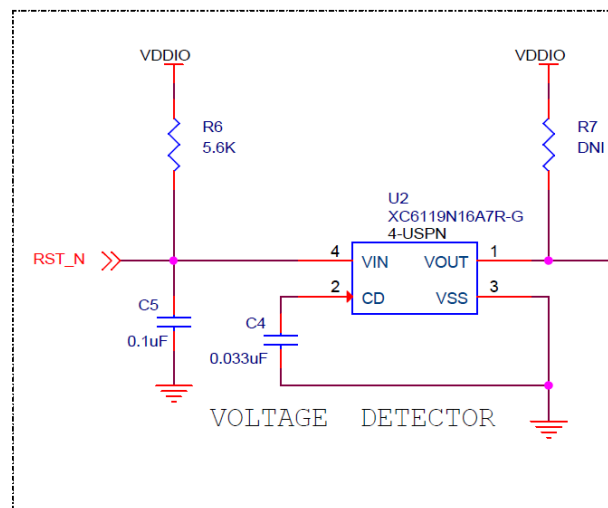 VDDIO
VDDIO
R6
5.6K
R7
DNI
U2
XC6119N16A7R-G
4-USPN
RST_N
4
VIN
VOUT
1
2
CD
VSS
3
C5
0.1uF
C4
0.033uF
VOLTAGE DETECTOR